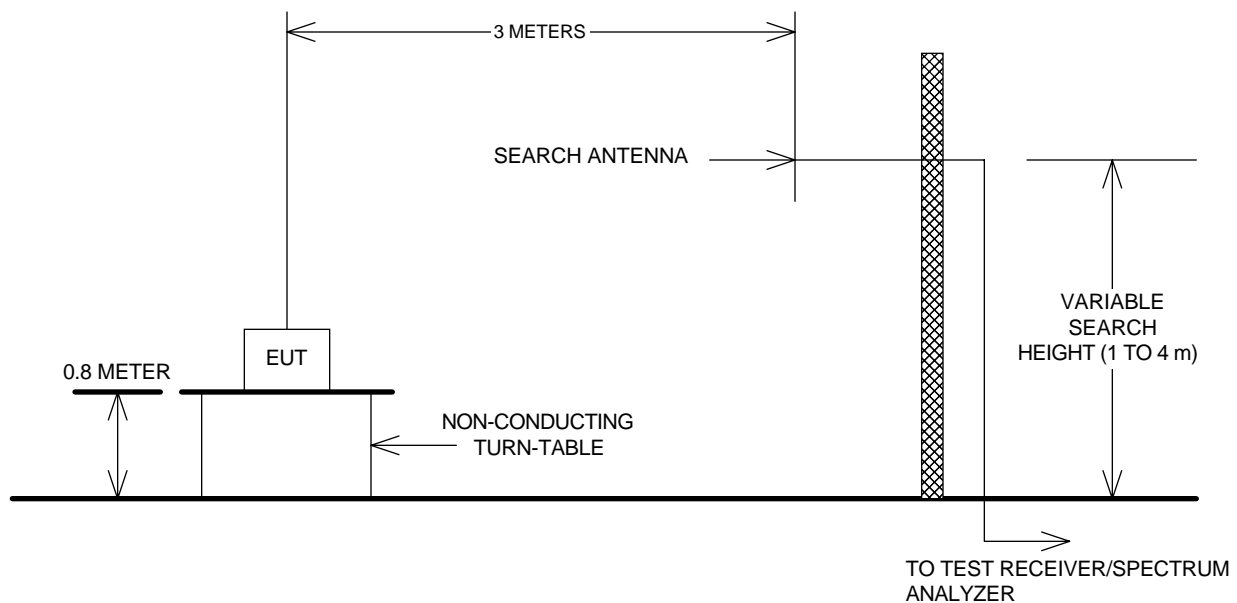 3 METERS
SEARCH ANTENNA
VARIABLE
SEARCH
HEIGHT (1 TO 4 m)
EUT
0.8 METER
NON-CONDUCTING
TURN-TABLE
TO TEST RECEIVER/SPECTRUM
ANALYZER